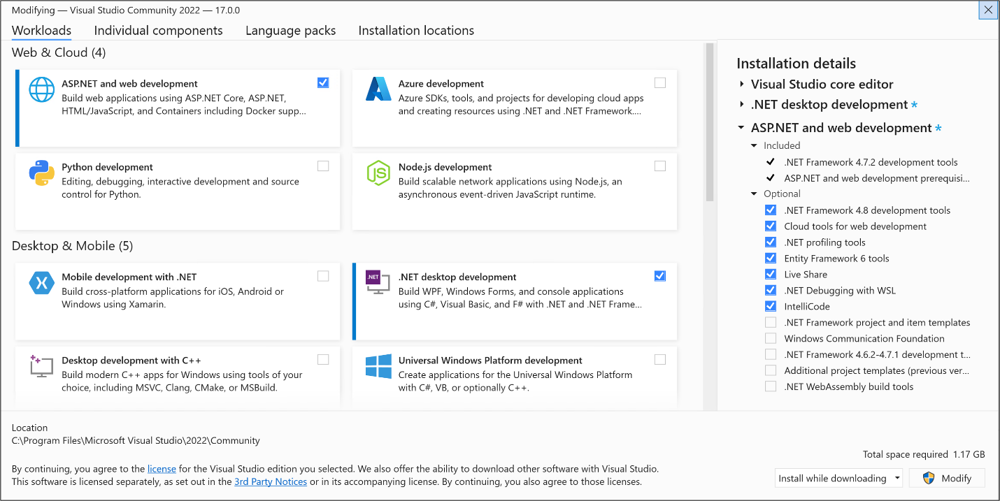 Modifying — Visual Studio Community 2022 — 17.0.0
Workloads Individual components Language packs Installation locations
Web & Cloud (4)
ASP.NET and web development
Build web applications using ASP.NET Core, ASP.NET,
HTML/JavaScript, and Containers including Docker supp...
Azure development
Azure SDKs, tools, and projects for developing cloud apps
and creating resources using .NET and .NET Framework....
Python development
Editing, debugging, interactive development and source
control for Python.
Node.js development
Build scalable network applications using Node.js, an
asynchronous event-driven JavaScript runtime.
Desktop & Mobile (5)
Mobile development with .NET
Build cross-platform applications for iOS, Android or
Windows using Xamarin.
.NET
.NET desktop development
Build WPF, Windows Forms, and console applications
using C#, Visual Basic, and F# with .NET and .NET Frame...
Desktop development with C++
Build modern C++ apps for Windows using tools of your
choice, including MSVC, Clang, CMake, or MSBuild.
Universal Windows Platform development
Create applications for the Universal Windows Platform
with C#, VB, or optionally C++.
Installation details
Visual Studio core editor
.NET desktop development *
ASP.NET and web development *
Included
.NET Framework 4.7.2 development tools
ASP.NET and web development prerequisi...
Optional
.NET Framework 4.8 development tools
Cloud tools for web development
.NET profiling tools
Entity Framework 6 tools
Live Share
.NET Debugging with WSL
IntelliCode
.NET Framework project and item templates
Windows Communication Foundation
.NET Framework 4.6.2-4.7.1 development t...
Additional project templates (previous ver...
.NET WebAssembly build tools
Location
C:\Program Files\Microsoft Visual Studio\2022\Community
By continuing, you agree to the license for the Visual Studio edition you selected. We also offer the ability to download other software with Visual Studio.
This software is licensed separately, as set out in the 3rd Party Notices or in its accompanying license. By continuing, you also agree to those licenses.
Total space required 1.17 GB
Install while downloading
Modify